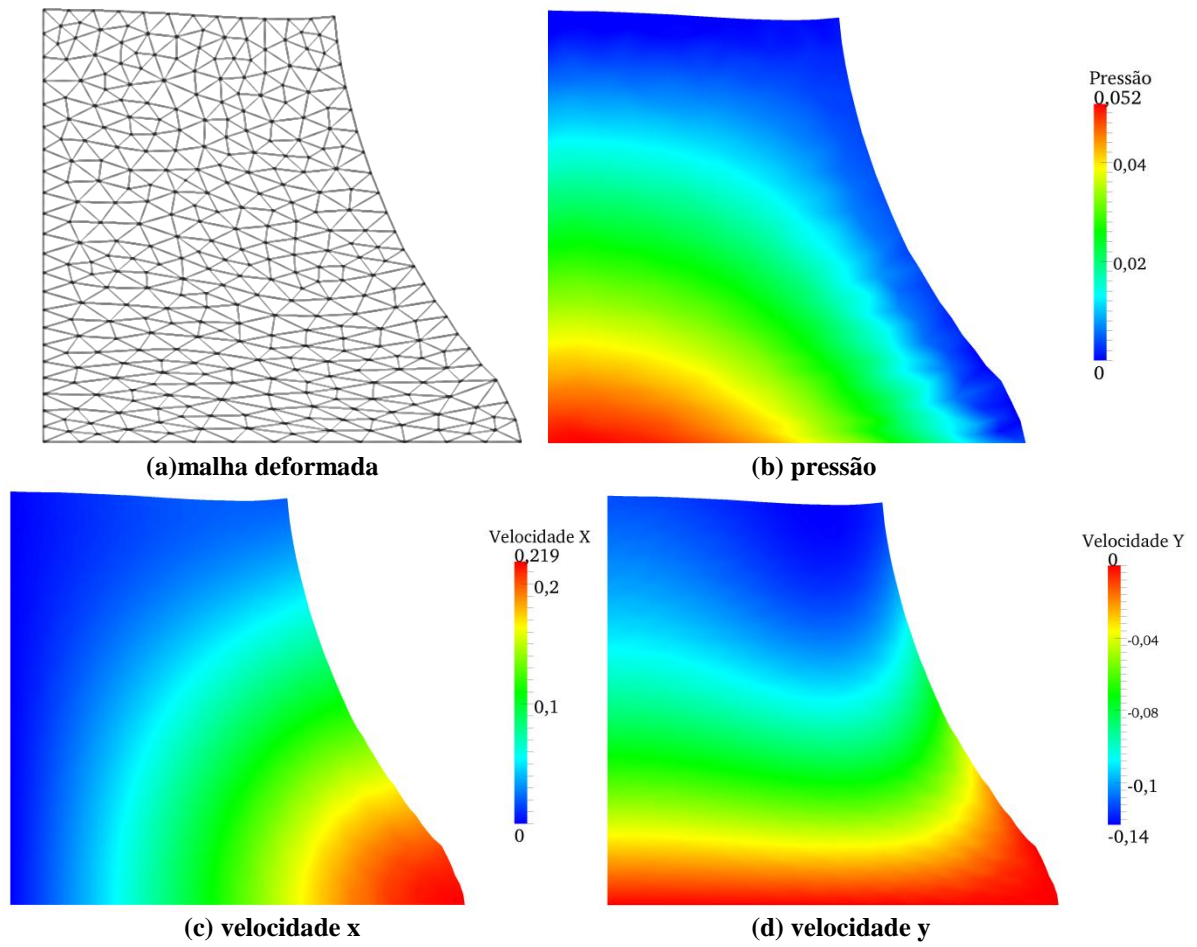 Pressão
0,052
0,04
0,02
0
(a)malha deformada
(b) pressão
Velocidade X
0,219
0,2
0,1
0
Velocidade Y
0
-0,04
-0,08
-0,1
-0,14
(c) velocidade x
(d) velocidade y